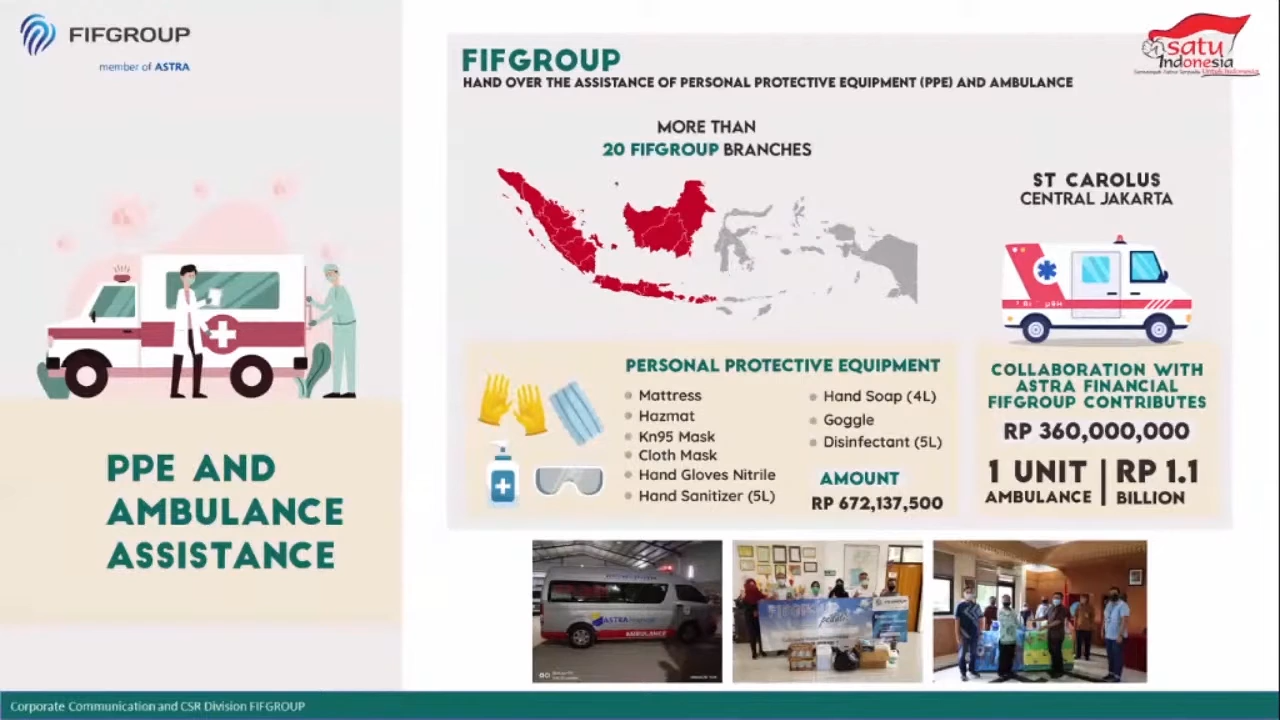 FIFGROUP
member of ASTRA
PPE AND
AMBULANCE
ASSISTANCE
FIFGROUP
HAND OVER THE ASSISTANCE OF PERSONAL PROTECTIVE EQUIPMENT (PPE) AND AMBULANCE
satu
Indonesia
MORE THAN
20 FIFGROUP BRANCHES
ST CAROLUS
CENTRAL JAKARTA
PERSONAL PROTECTIVE EQUIPMENT
Mattress
Hazmat
Kn95 Mask
Cloth Mask
Hand Gloves Nitrile
Hand Sanitizer (5L)
Hand Soap (4L)
Goggle
Disinfectant (5L)
AMOUNT
RP 672,137,500
COLLABORATION WITH
ASTRA FINANCIAL
FIFGROUP CONTRIBUTES
RP 360,000,000
1 UNIT
AMBULANCE
RP 1.1
BILLION
ASTRA
AMBULANCE
FIFGROUP
peduli
FIFGROUP
Corporate Communication and CSR Division FIFGROUP